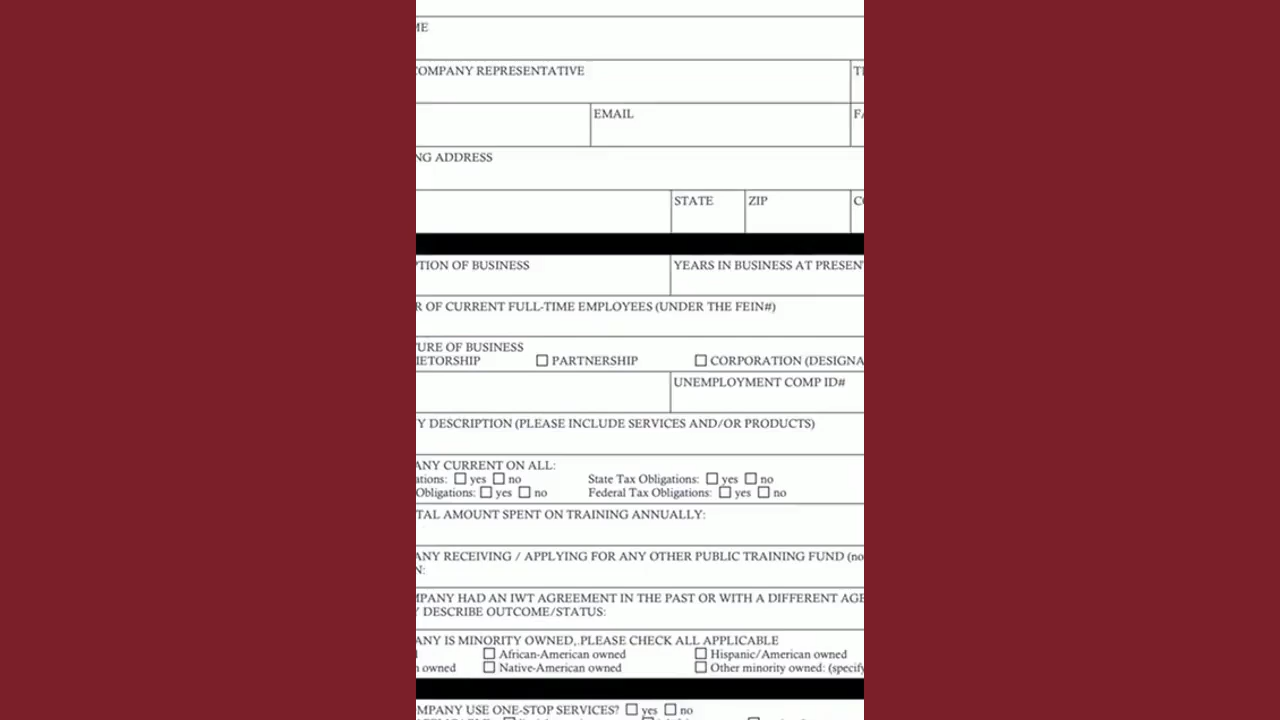 ME
COMPANY REPRESENTATIVE
EMAIL
NG ADDRESS
STATE ZIP
TION OF BUSINESS YEARS IN BUSINESS AT PRESEN
R OF CURRENT FULL-TIME EMPLOYEES (UNDER THE FEIN#)
TURE OF BUSINESS
IETORSHIP ☐ PARTNERSHIP ☐ CORPORATION (DESIGNA
UNEMPLOYMENT COMP ID#
Y DESCRIPTION (PLEASE INCLUDE SERVICES AND/OR PRODUCTS)
ANY CURRENT ON ALL:
ations: ☐ yes ☐ no State Tax Obligations: ☐ yes ☐ no
Obligations: ☐ yes ☐ no Federal Tax Obligations: ☐ yes ☐ no
TAL AMOUNT SPENT ON TRAINING ANNUALLY:
ANY RECEIVING / APPLYING FOR ANY OTHER PUBLIC TRAINING FUND (no
N:
MPANY HAD AN IWT AGREEMENT IN THE PAST OR WITH A DIFFERENT AGE
Y DESCRIBE OUTCOME/STATUS:
ANY IS MINORITY OWNED, PLEASE CHECK ALL APPLICABLE
☐ African-American owned ☐ Hispanic/American owned
n owned ☐ Native-American owned ☐ Other minority owned: (specify
MPANY USE ONE-STOP SERVICES? ☐ yes ☐ no